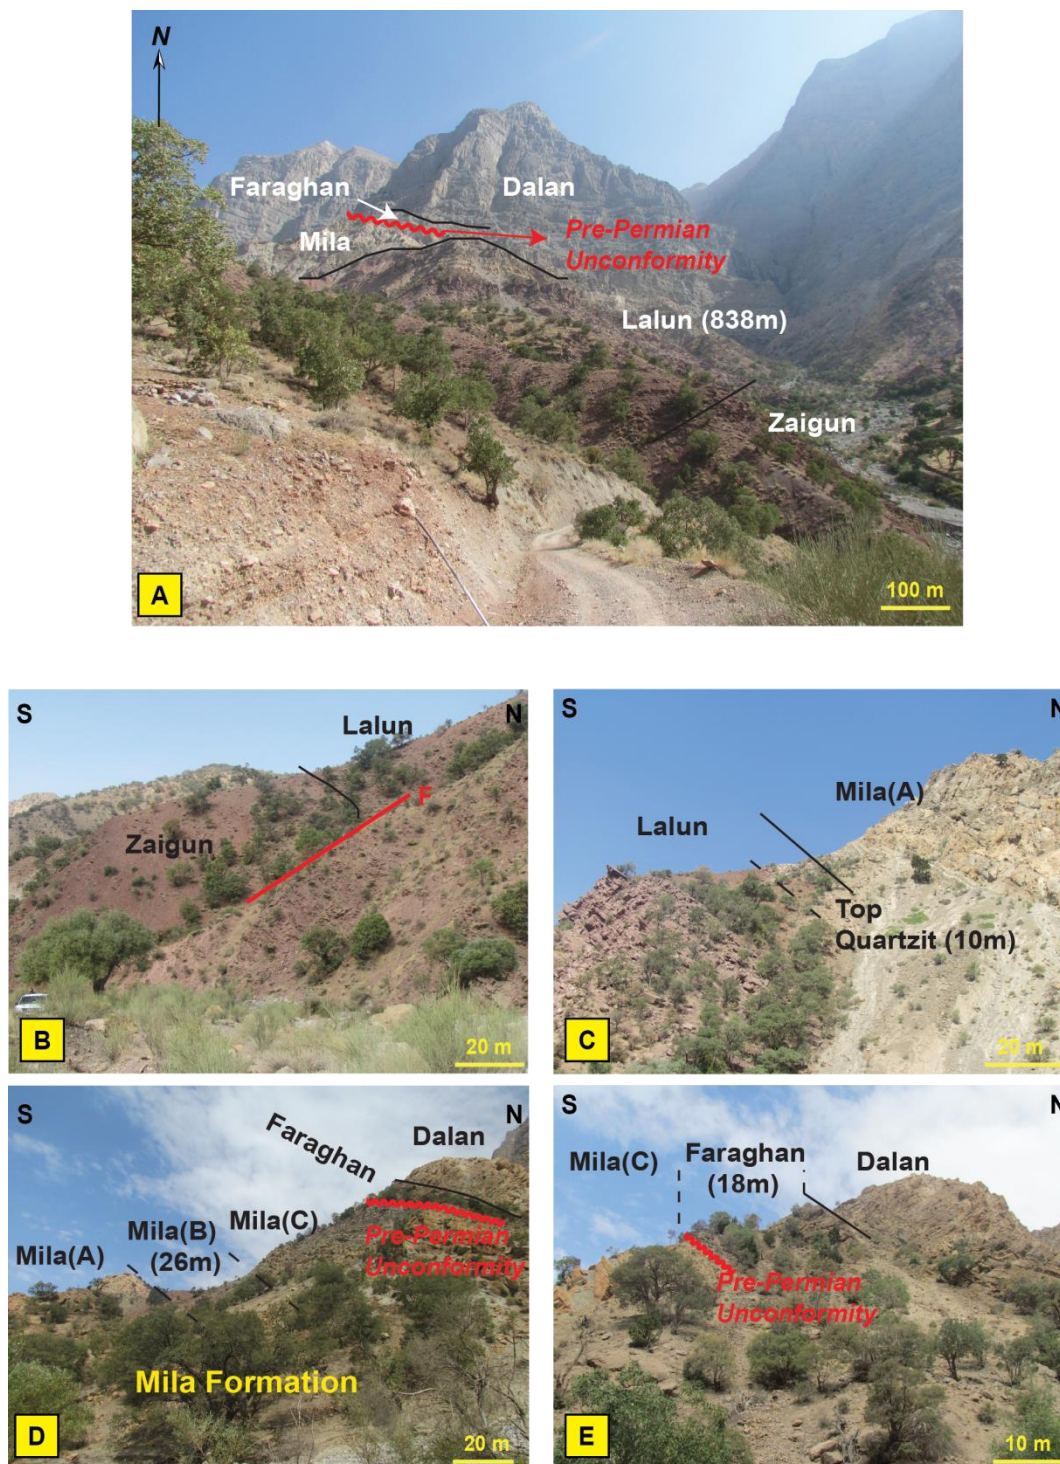 N
Faraghan
Dalan
Mila
Pre-Permian
Unconformity
Lalun (838m)
Zaigun
A
100 m
S
N
Lalun
F
Zaigun
B
20 m
S
N
Mila(A)
Lalun
Top
Quartzit (10m)
C
20 m
S
N
Faraghan
Dalan
Mila(B)
(26m)
Mila(C)
Mila(A)
Pre-Permian
Unconformity
Mila Formation
D
20 m
S
N
Mila(C)
Faraghan
(18m)
Dalan
Pre-Permian
Unconformity
E
10 m